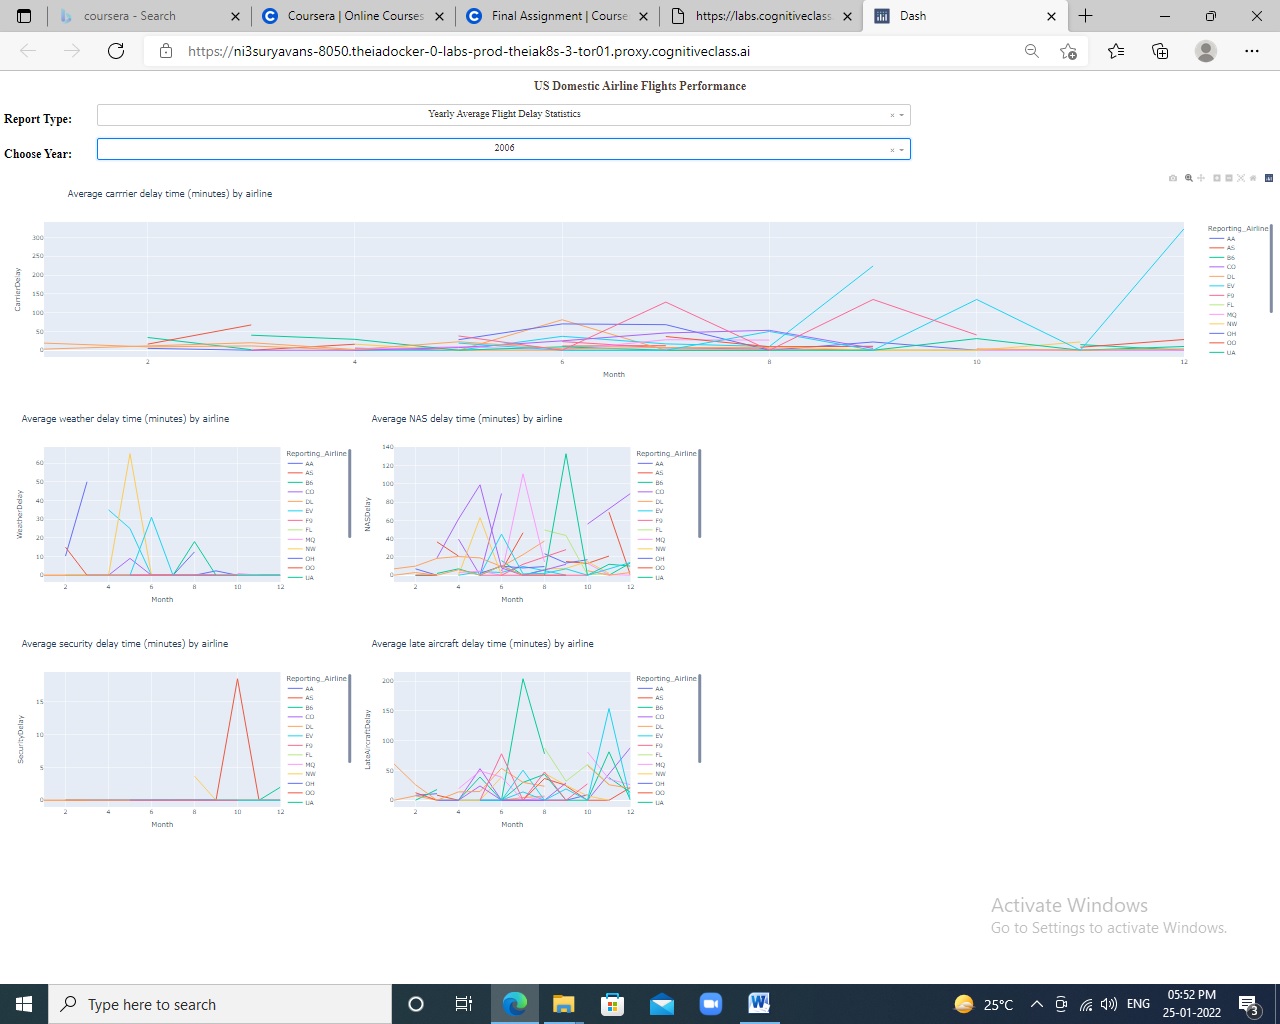 coursera - Search
Coursera | Online Courses
Final Assignment | Course
https://labs.cognitiveclass.
Dash
https://ni3suryavans-8050.theiadocker-0-labs-prod-theiak8s-3-tor01.proxy.cognitiveclass.ai
US Domestic Airline Flights Performance
Report Type:
Yearly Average Flight Delay Statistics
Choose Year:
2006
Average carrrier delay time (minutes) by airline
CarrierDelay
300
250
200
150
100
50
0
2
4
6
8
10
12
Month
Reporting_Airline
AA
AS
B6
CO
DL
EV
F9
FL
MQ
NW
OH
OO
UA
Average weather delay time (minutes) by airline
WeatherDelay
60
50
40
30
20
10
0
2
4
6
8
10
12
Month
Reporting_Airline
AA
AS
B6
CO
DL
EV
F9
FL
MQ
NW
OH
OO
UA
Average NAS delay time (minutes) by airline
NASDelay
140
120
100
80
60
40
20
0
2
4
6
8
10
12
Month
Reporting_Airline
AA
AS
B6
CO
DL
EV
F9
FL
MQ
NW
OH
OO
UA
Average security delay time (minutes) by airline
SecurityDelay
15
10
5
0
2
4
6
8
10
12
Month
Reporting_Airline
AA
AS
B6
CO
DL
EV
F9
FL
MQ
NW
OH
OO
UA
Average late aircraft delay time (minutes) by airline
LateAircraftDelay
200
150
100
50
0
2
4
6
8
10
12
Month
Reporting_Airline
AA
AS
B6
CO
DL
EV
F9
FL
MQ
NW
OH
OO
UA
Activate Windows
Go to Settings to activate Windows.
Type here to search
25°C
ENG
05:52 PM
25-01-2022
3